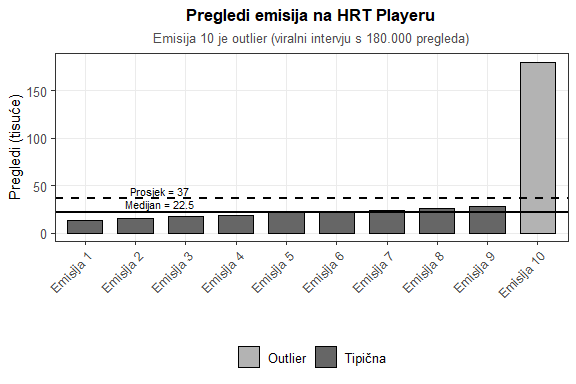 Pregledi emisija na HRT Playeru
Emisija 10 je outlier (viralni intervju s 180.000 pregleda)
Pregledi (tisuće)
150
100
50
0
Prosjek = 37
Medijan = 22.5
Emisija 1
Emisija 2
Emisija 3
Emisija 4
Emisija 5
Emisija 6
Emisija 7
Emisija 8
Emisija 9
Emisija 10
Outlier
Tipična